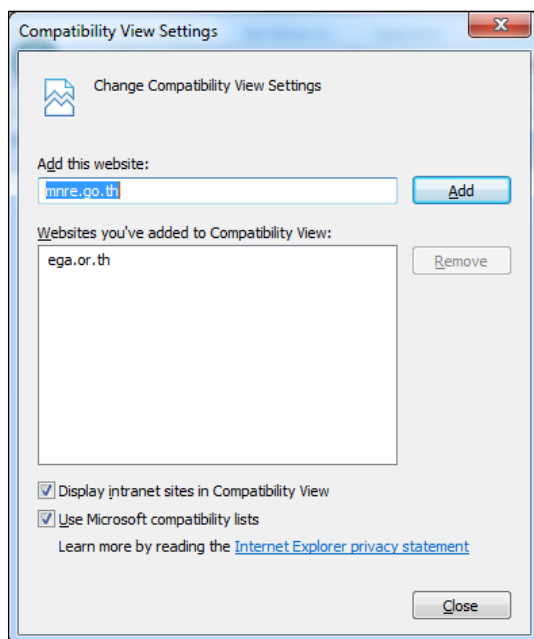 Compatibility View Settings
Change Compatibility View Settings
Add this website:
mnre.go.th
Add
Websites you've added to Compatibility View:
ega.or.th
Remove
Display intranet sites in Compatibility View
Use Microsoft compatibility lists
Learn more by reading the Internet Explorer privacy statement
Close